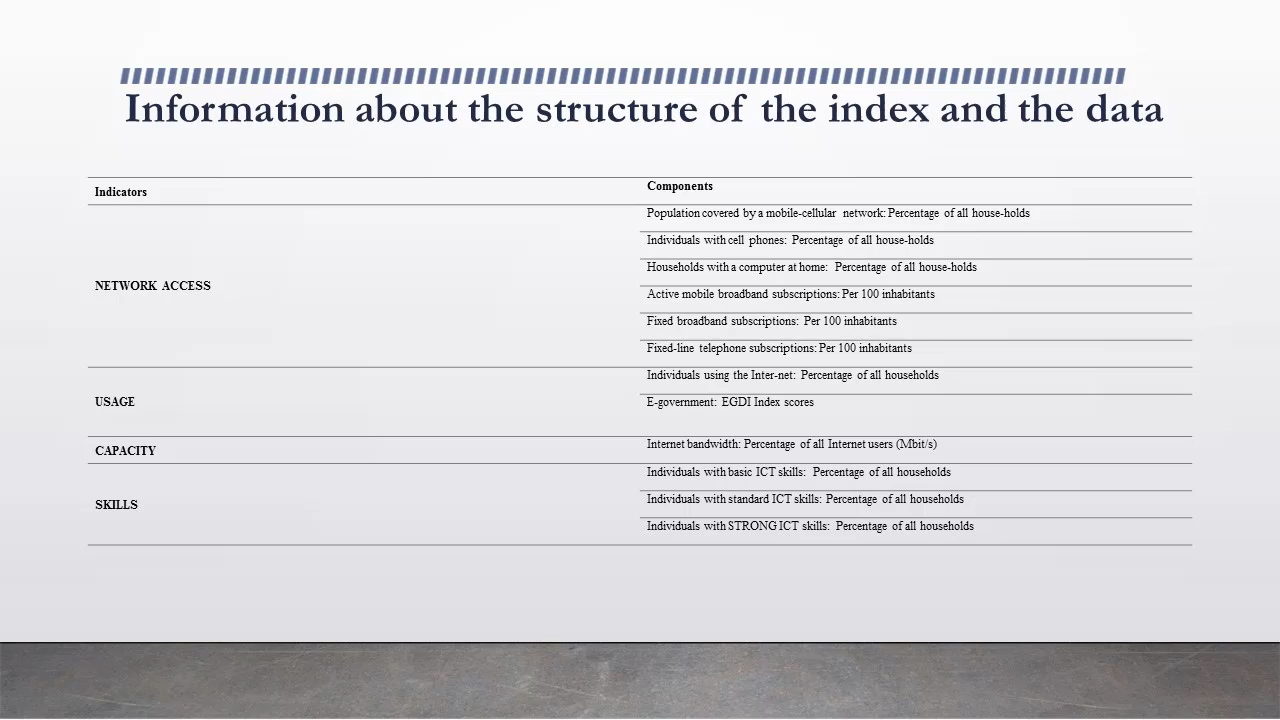 Information about the structure of the index and the data
Indicators
Components
NETWORK ACCESS
Population covered by a mobile-cellular network: Percentage of all house-holds
Individuals with cell phones: Percentage of all house-holds
Households with a computer at home: Percentage of all house-holds
Active mobile broadband subscriptions: Per 100 inhabitants
Fixed broadband subscriptions: Per 100 inhabitants
Fixed-line telephone subscriptions: Per 100 inhabitants
USAGE
Individuals using the Inter-net: Percentage of all households
E-government: EGDI Index scores
CAPACITY
Internet bandwidth: Percentage of all Internet users (Mbit/s)
SKILLS
Individuals with basic ICT skills: Percentage of all households
Individuals with standard ICT skills: Percentage of all households
Individuals with STRONG ICT skills: Percentage of all households